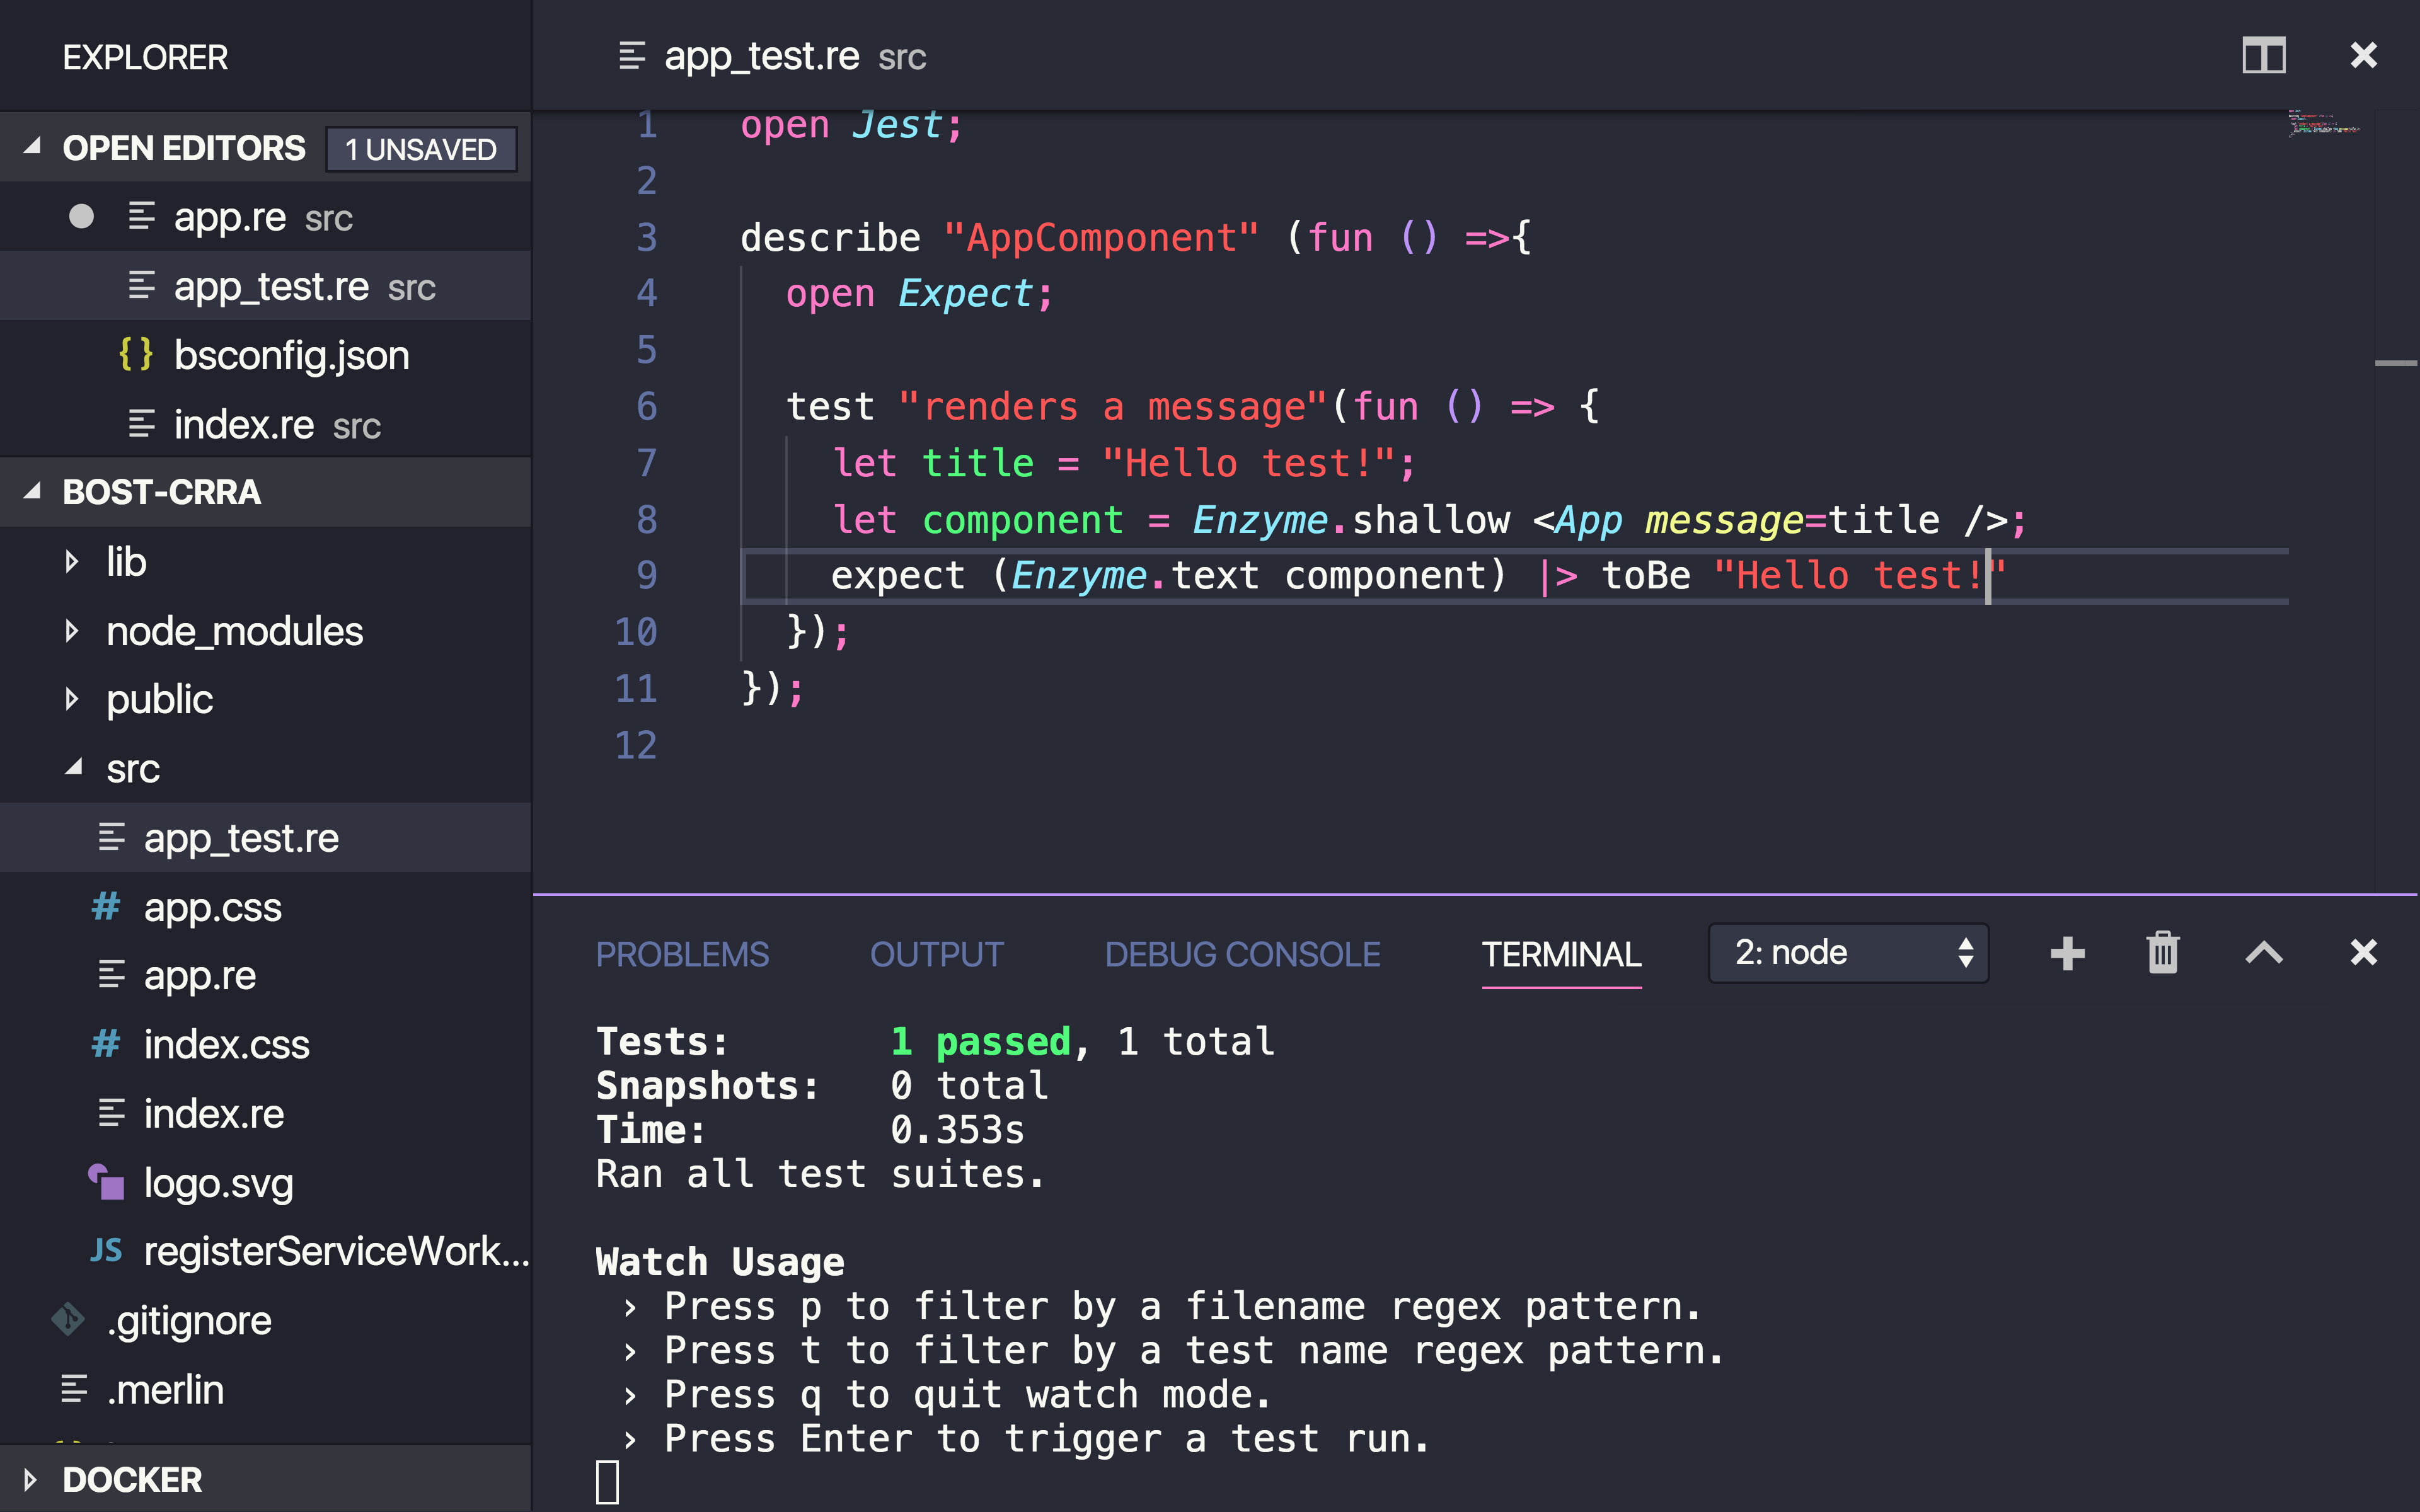 EXPLORER
OPEN EDITORS 1 UNSAVED
app.re src
app_test.re src
{} bsconfig.json
index.re src
BOST-CRRA
lib
node_modules
public
src
app_test.re
# app.css
app.re
# index.css
index.re
logo.svg
JS registerServiceWork...
.gitignore
.merlin
DOCKER
app_test.re src
1 open Jest;
2
3 describe "AppComponent" (fun () =>{
4 open Expect;
5
6 test "renders a message"(fun () => {
7 let title = "Hello test!";
8 let component = Enzyme.shallow <App message=title />;
9 expect (Enzyme.text component) |> toBe "Hello test!"
10 });
11 });
12
PROBLEMS OUTPUT DEBUG CONSOLE TERMINAL 2: node
Tests: 1 passed, 1 total
Snapshots: 0 total
Time: 0.353s
Ran all test suites.
Watch Usage
› Press p to filter by a filename regex pattern.
› Press t to filter by a test name regex pattern.
› Press q to quit watch mode.
› Press Enter to trigger a test run.